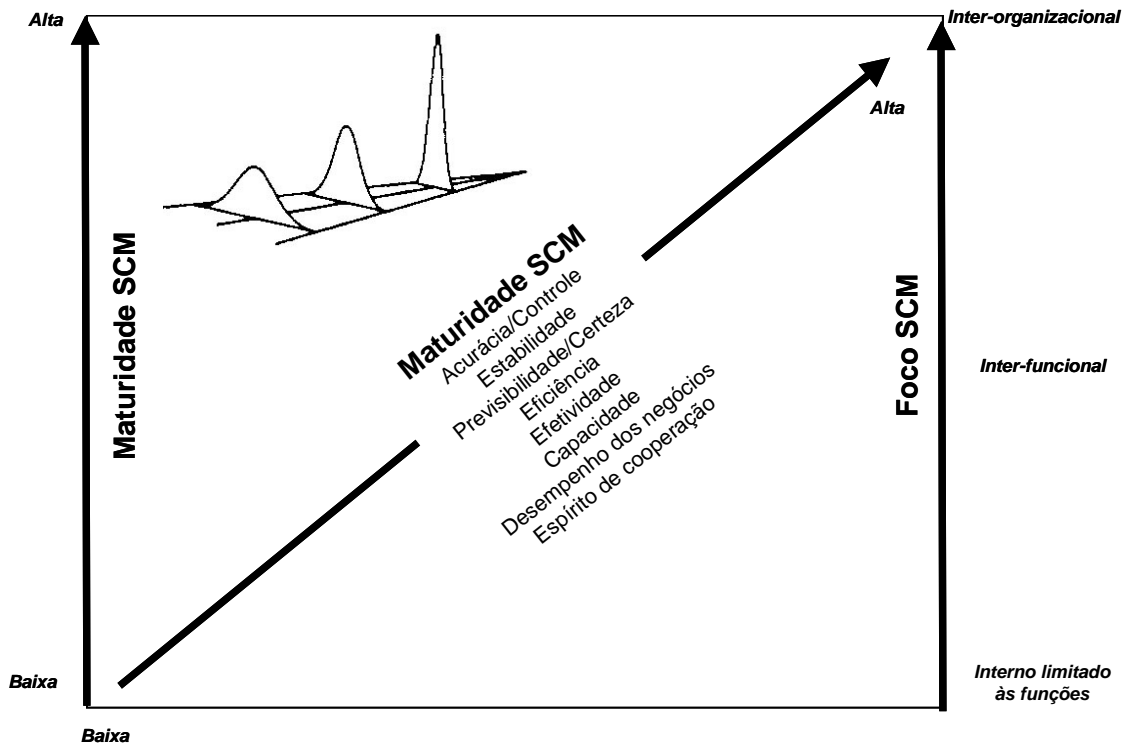 Alta
Inter-organizacional
Alta
Maturidade SCM
Maturidade SCM
Acurácia/Controle
Estabilidade
Previsibilidade/Certeza
Eficiência
Efetividade
Capacidade
Desempenho dos negócios
Espírito de cooperação
Foco SCM
Inter-funcional
Baixa
Interno limitado
às funções
Baixa